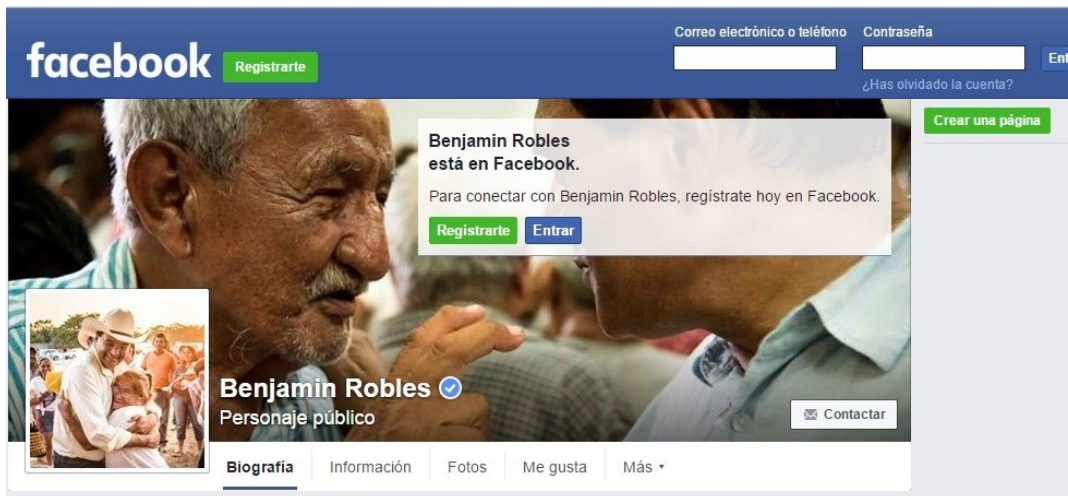 facebook
Registrarte
Correo electrónico o teléfono
Contraseña
Ent
¿Has olvidado la cuenta?
Crear una página
Benjamin Robles
está en Facebook.
Para conectar con Benjamin Robles, regístrate hoy en Facebook.
Registrarte
Entrar
Benjamin Robles
Personaje público
Contactar
Biografía
Información
Fotos
Me gusta
Más